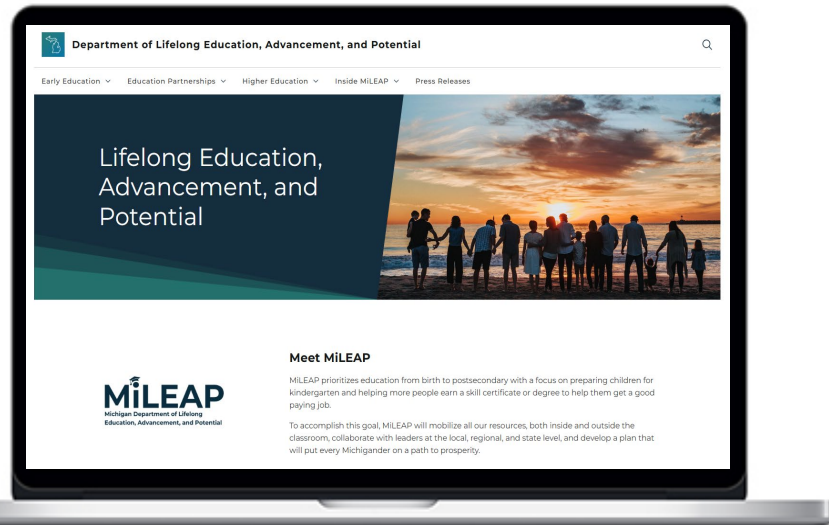 Department of Lifelong Education, Advancement, and Potential
Early Education Education Partnerships Higher Education Inside MiLEAP Press Releases
Lifelong Education,
Advancement, and
Potential
Meet MiLEAP
MiLEAP prioritizes education from birth to postsecondary with a focus on preparing children for
kindergarten and helping more people earn a skill certificate or degree to help them get a good
paying job.
To accomplish this goal, MiLEAP will mobilize all our resources, both inside and outside the
classroom, collaborate with leaders at the local, regional, and state level, and develop a plan that
will put every Michigander on a path to prosperity.
MiLEAP
Michigan Department of Lifelong
Education, Advancement, and Potential